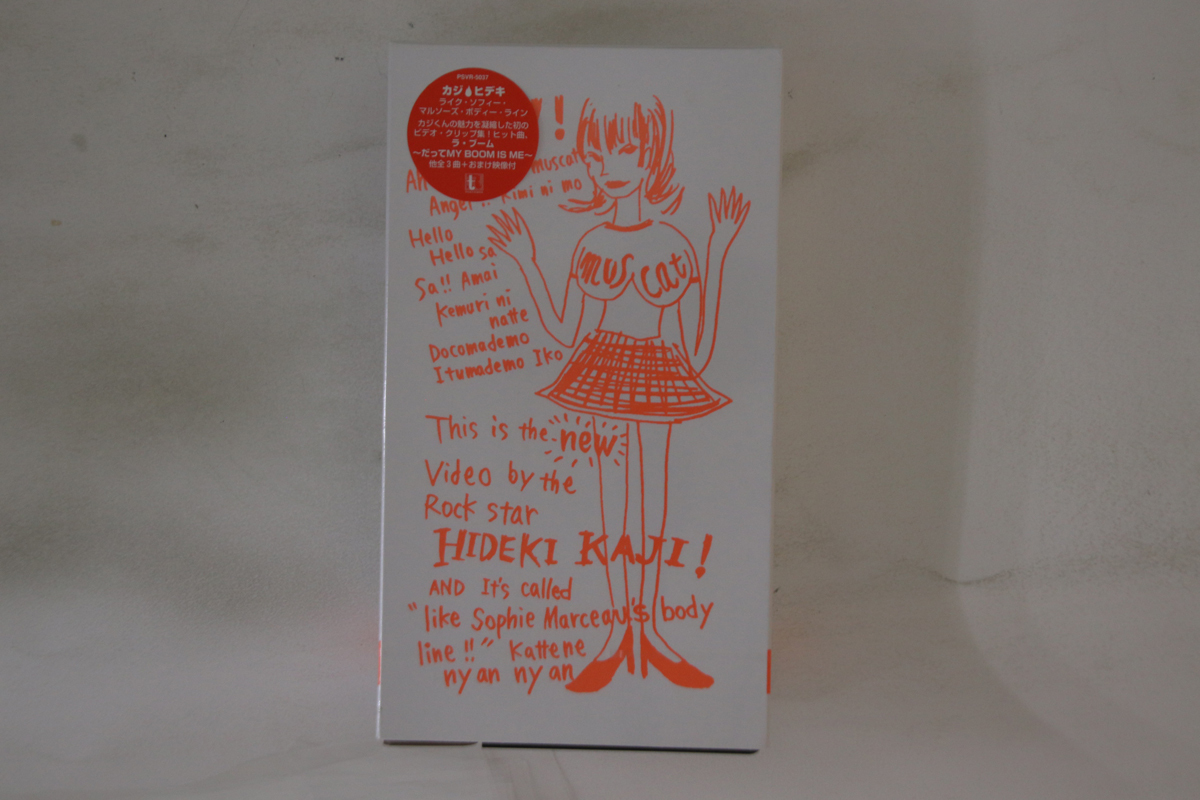 PSVR-5037
カジヒデキ
ライク・ソフィー・
マルソーズ・ボディー・ライン
カジくんの魅力を凝縮した初の
ビデオ・クリップ集!ヒット曲、
ラ・ブーム
〜だってMY BOOM IS ME〜
他全3曲+おまけ映像付
t
!
muscat
Ah
Angel !! Kimi ni mo
muscat
Hello
Hello sa
Sa!! Amai
Kemuri ni
natte
Docomademo
Itumademo Iko
This is the new
Video by the
Rock star
HIDEKI KAJI!
AND It's called
"like Sophie Marceau's body
line!!" Kattene
nyan nyan